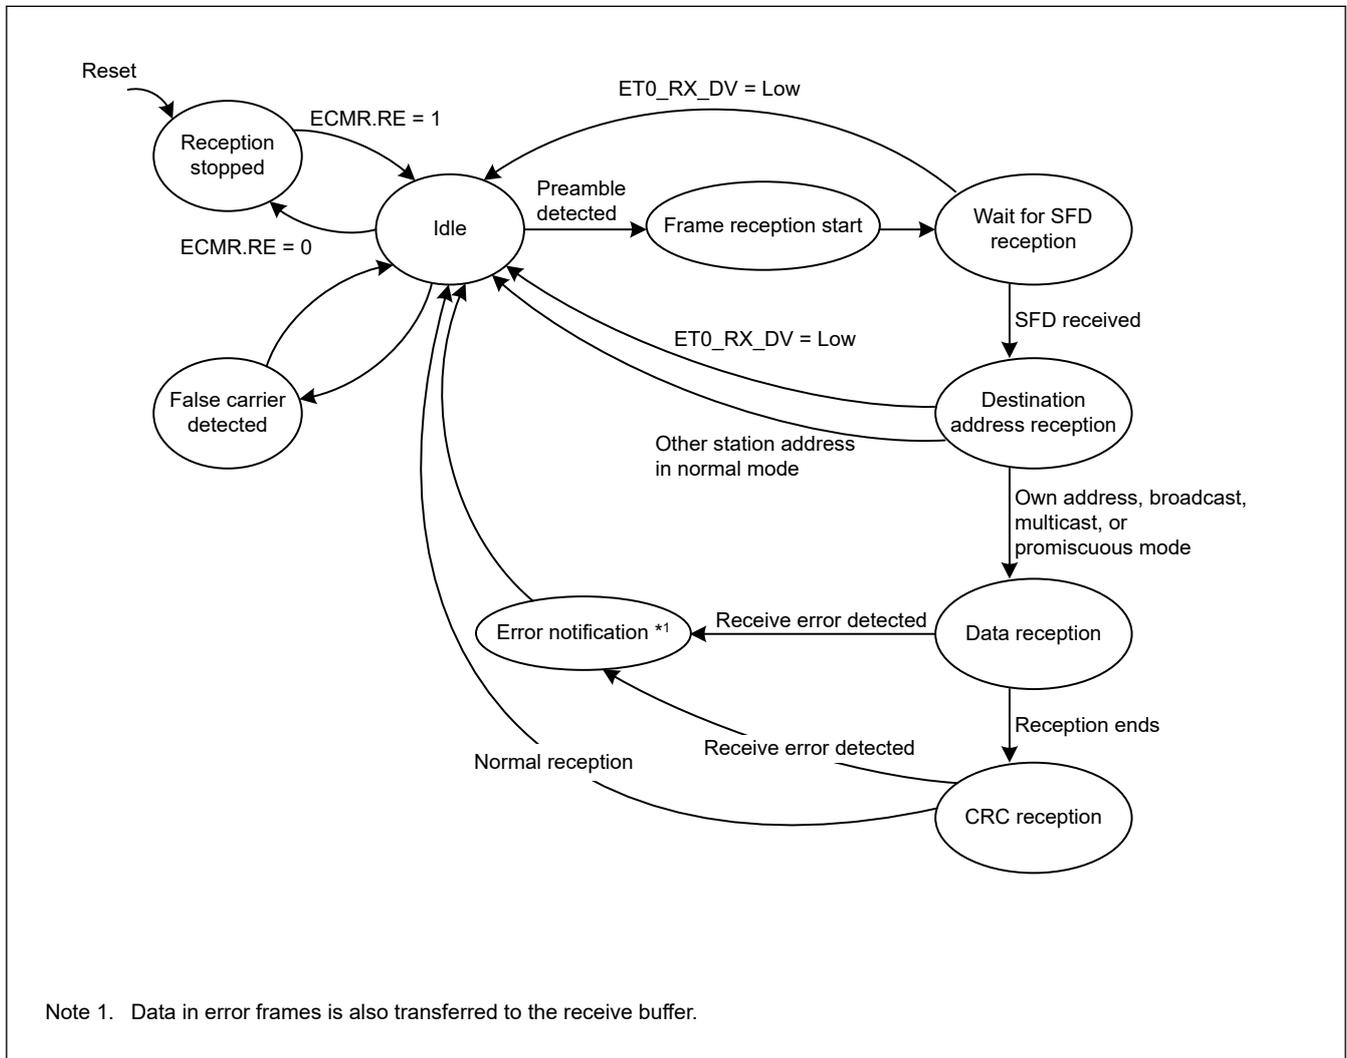 Reset
ET0_RX_DV = Low
ECMR.RE = 1
Reception
stopped
Preamble
detected
Idle
Frame reception start
Wait for SFD
reception
ECMR.RE = 0
SFD received
ET0_RX_DV = Low
False carrier
detected
Destination
address reception
Other station address
in normal mode
Own address, broadcast,
multicast, or
promiscuous mode
Error notification *1
Receive error detected
Data reception
Reception ends
Receive error detected
Normal reception
CRC reception
Note 1. Data in error frames is also transferred to the receive buffer.